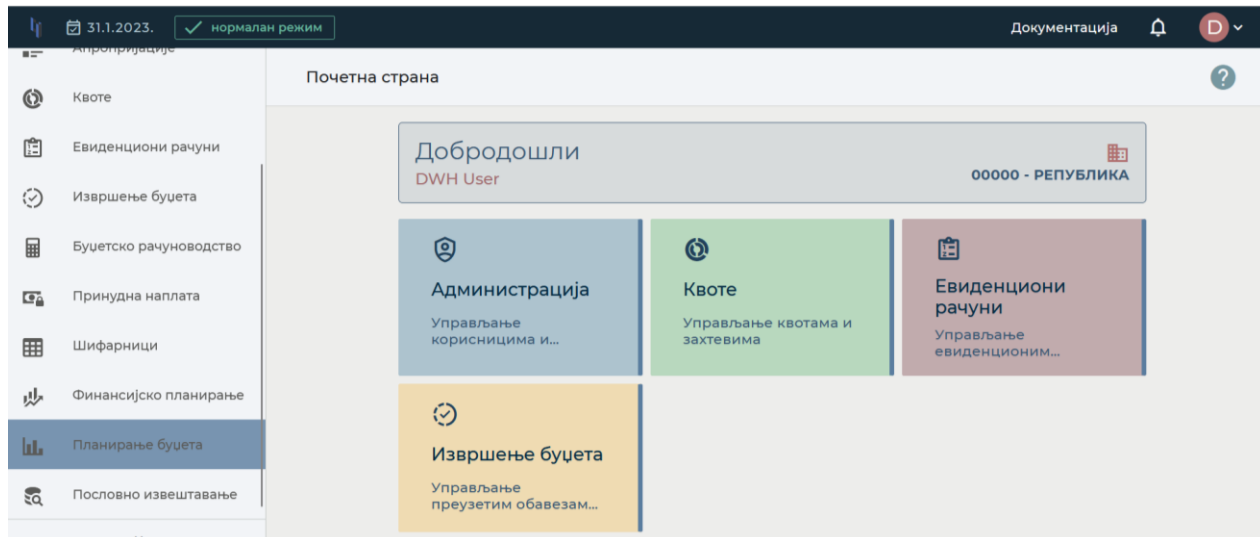 31.1.2023.
нормалан режим
Документација
D
Апропријације
Квоте
Евиденциони рачуни
Извршење буџета
Буџетско рачуноводство
Принудна наплата
Шифарници
Финансијско планирање
Планирање буџета
Пословно извештавање
Почетна страна
?
Добродошли
DWH User
00000 - РЕПУБЛИКА
Администрација
Управљање
корисницима и...
Квоте
Управљање квотама и
захтевима
Евиденциони
рачуни
Управљање
евиденционим...
Извршење буџета
Управљање
преузетим обавезам...